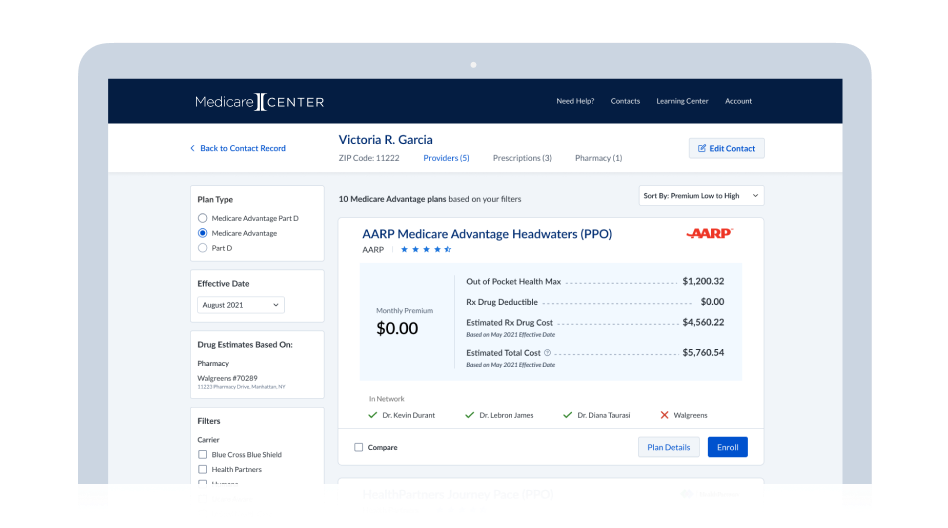 Medicare CENTER
Need Help? Contacts Learning Center Account
Back to Contact Record
Victoria R. Garcia
ZIP Code: 11222 Providers (5) Prescriptions (3) Pharmacy (1)
Edit Contact
Plan Type
Medicare Advantage Part D
Medicare Advantage
Part D
Effective Date
August 2021
Drug Estimates Based On:
Pharmacy
Walgreens #70289
11223 Pharmacy Drive, Manhattan, NY
Filters
Carrier
Blue Cross Blue Shield
Health Partners
Humana
10 Medicare Advantage plans based on your filters
Sort By: Premium Low to High
AARP Medicare Advantage Headwaters (PPO)
AARP
AARP
Monthly Premium
$0.00
Out of Pocket Health Max $1,200.32
Rx Drug Deductible $0.00
Estimated Rx Drug Cost $4,560.22
Based on May 2021 Effective Date
Estimated Total Cost $5,760.54
Based on May 2021 Effective Date
In Network
Dr. Kevin Durant Dr. Lebron James Dr. Diana Taurasi Walgreens
Compare
Plan Details
Enroll
HealthPartners Journey Pace (PPO)